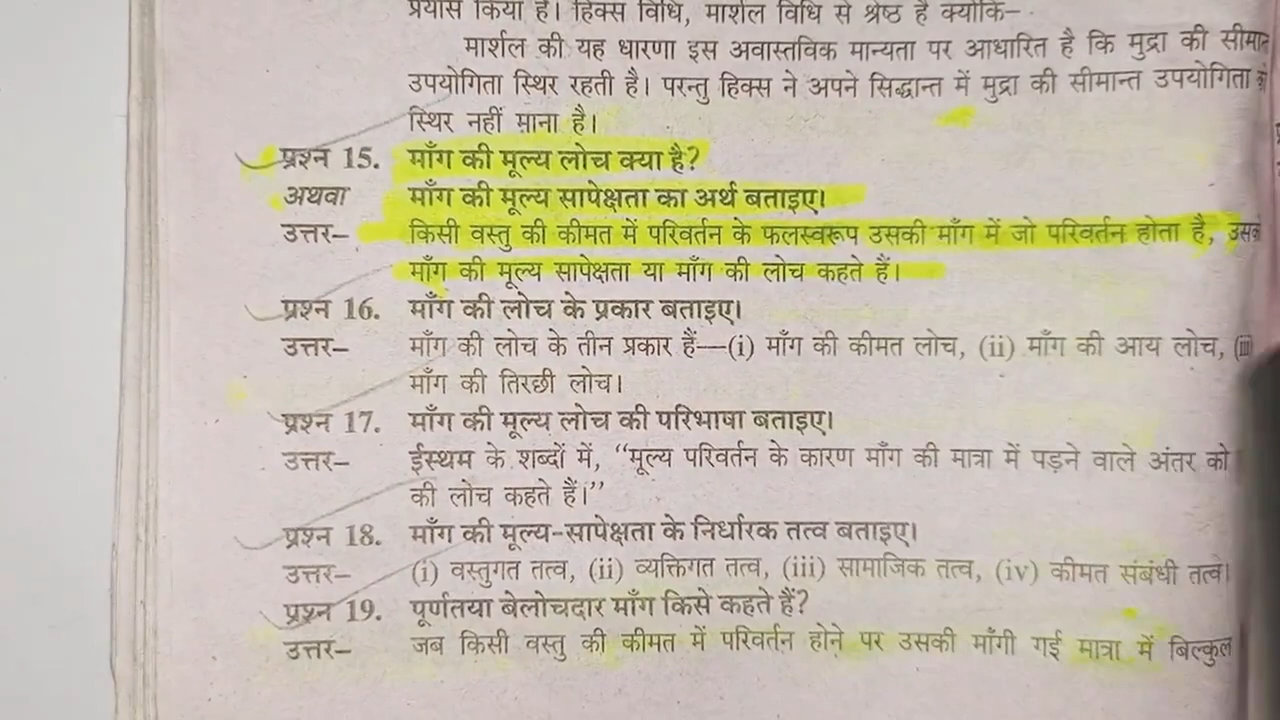 प्रयास किया है। हिक्स विधि, मार्शल विधि से श्रेष्ठ है क्योंकि–
मार्शल की यह धारणा इस अवास्तविक मान्यता पर आधारित है कि मुद्रा की सीमान्त
उपयोगिता स्थिर रहती है। परन्तु हिक्स ने अपने सिद्धान्त में मुद्रा की सीमान्त उपयोगिता को
स्थिर नहीं माना है।
प्रश्न 15. माँग की मूल्य लोच क्या है?
अथवा माँग की मूल्य सापेक्षता का अर्थ बताइए।
उत्तर– किसी वस्तु की कीमत में परिवर्तन के फलस्वरूप उसकी माँग में जो परिवर्तन होता है, उसको
माँग की मूल्य सापेक्षता या माँग की लोच कहते हैं।
प्रश्न 16. माँग की लोच के प्रकार बताइए।
उत्तर– माँग की लोच के तीन प्रकार हैं—(i) माँग की कीमत लोच, (ii) माँग की आय लोच, (iii)
माँग की तिरछी लोच।
प्रश्न 17. माँग की मूल्य लोच की परिभाषा बताइए।
उत्तर– ईस्थम के शब्दों में, “मूल्य परिवर्तन के कारण माँग की मात्रा में पड़ने वाले अंतर को
की लोच कहते हैं।”
प्रश्न 18. माँग की मूल्य-सापेक्षता के निर्धारक तत्व बताइए।
उत्तर– (i) वस्तुगत तत्व, (ii) व्यक्तिगत तत्व, (iii) सामाजिक तत्व, (iv) कीमत संबंधी तत्व।
प्रश्न 19. पूर्णतया बेलोचदार माँग किसे कहते हैं?
उत्तर– जब किसी वस्तु की कीमत में परिवर्तन होने पर उसकी माँगी गई मात्रा में बिल्कुल